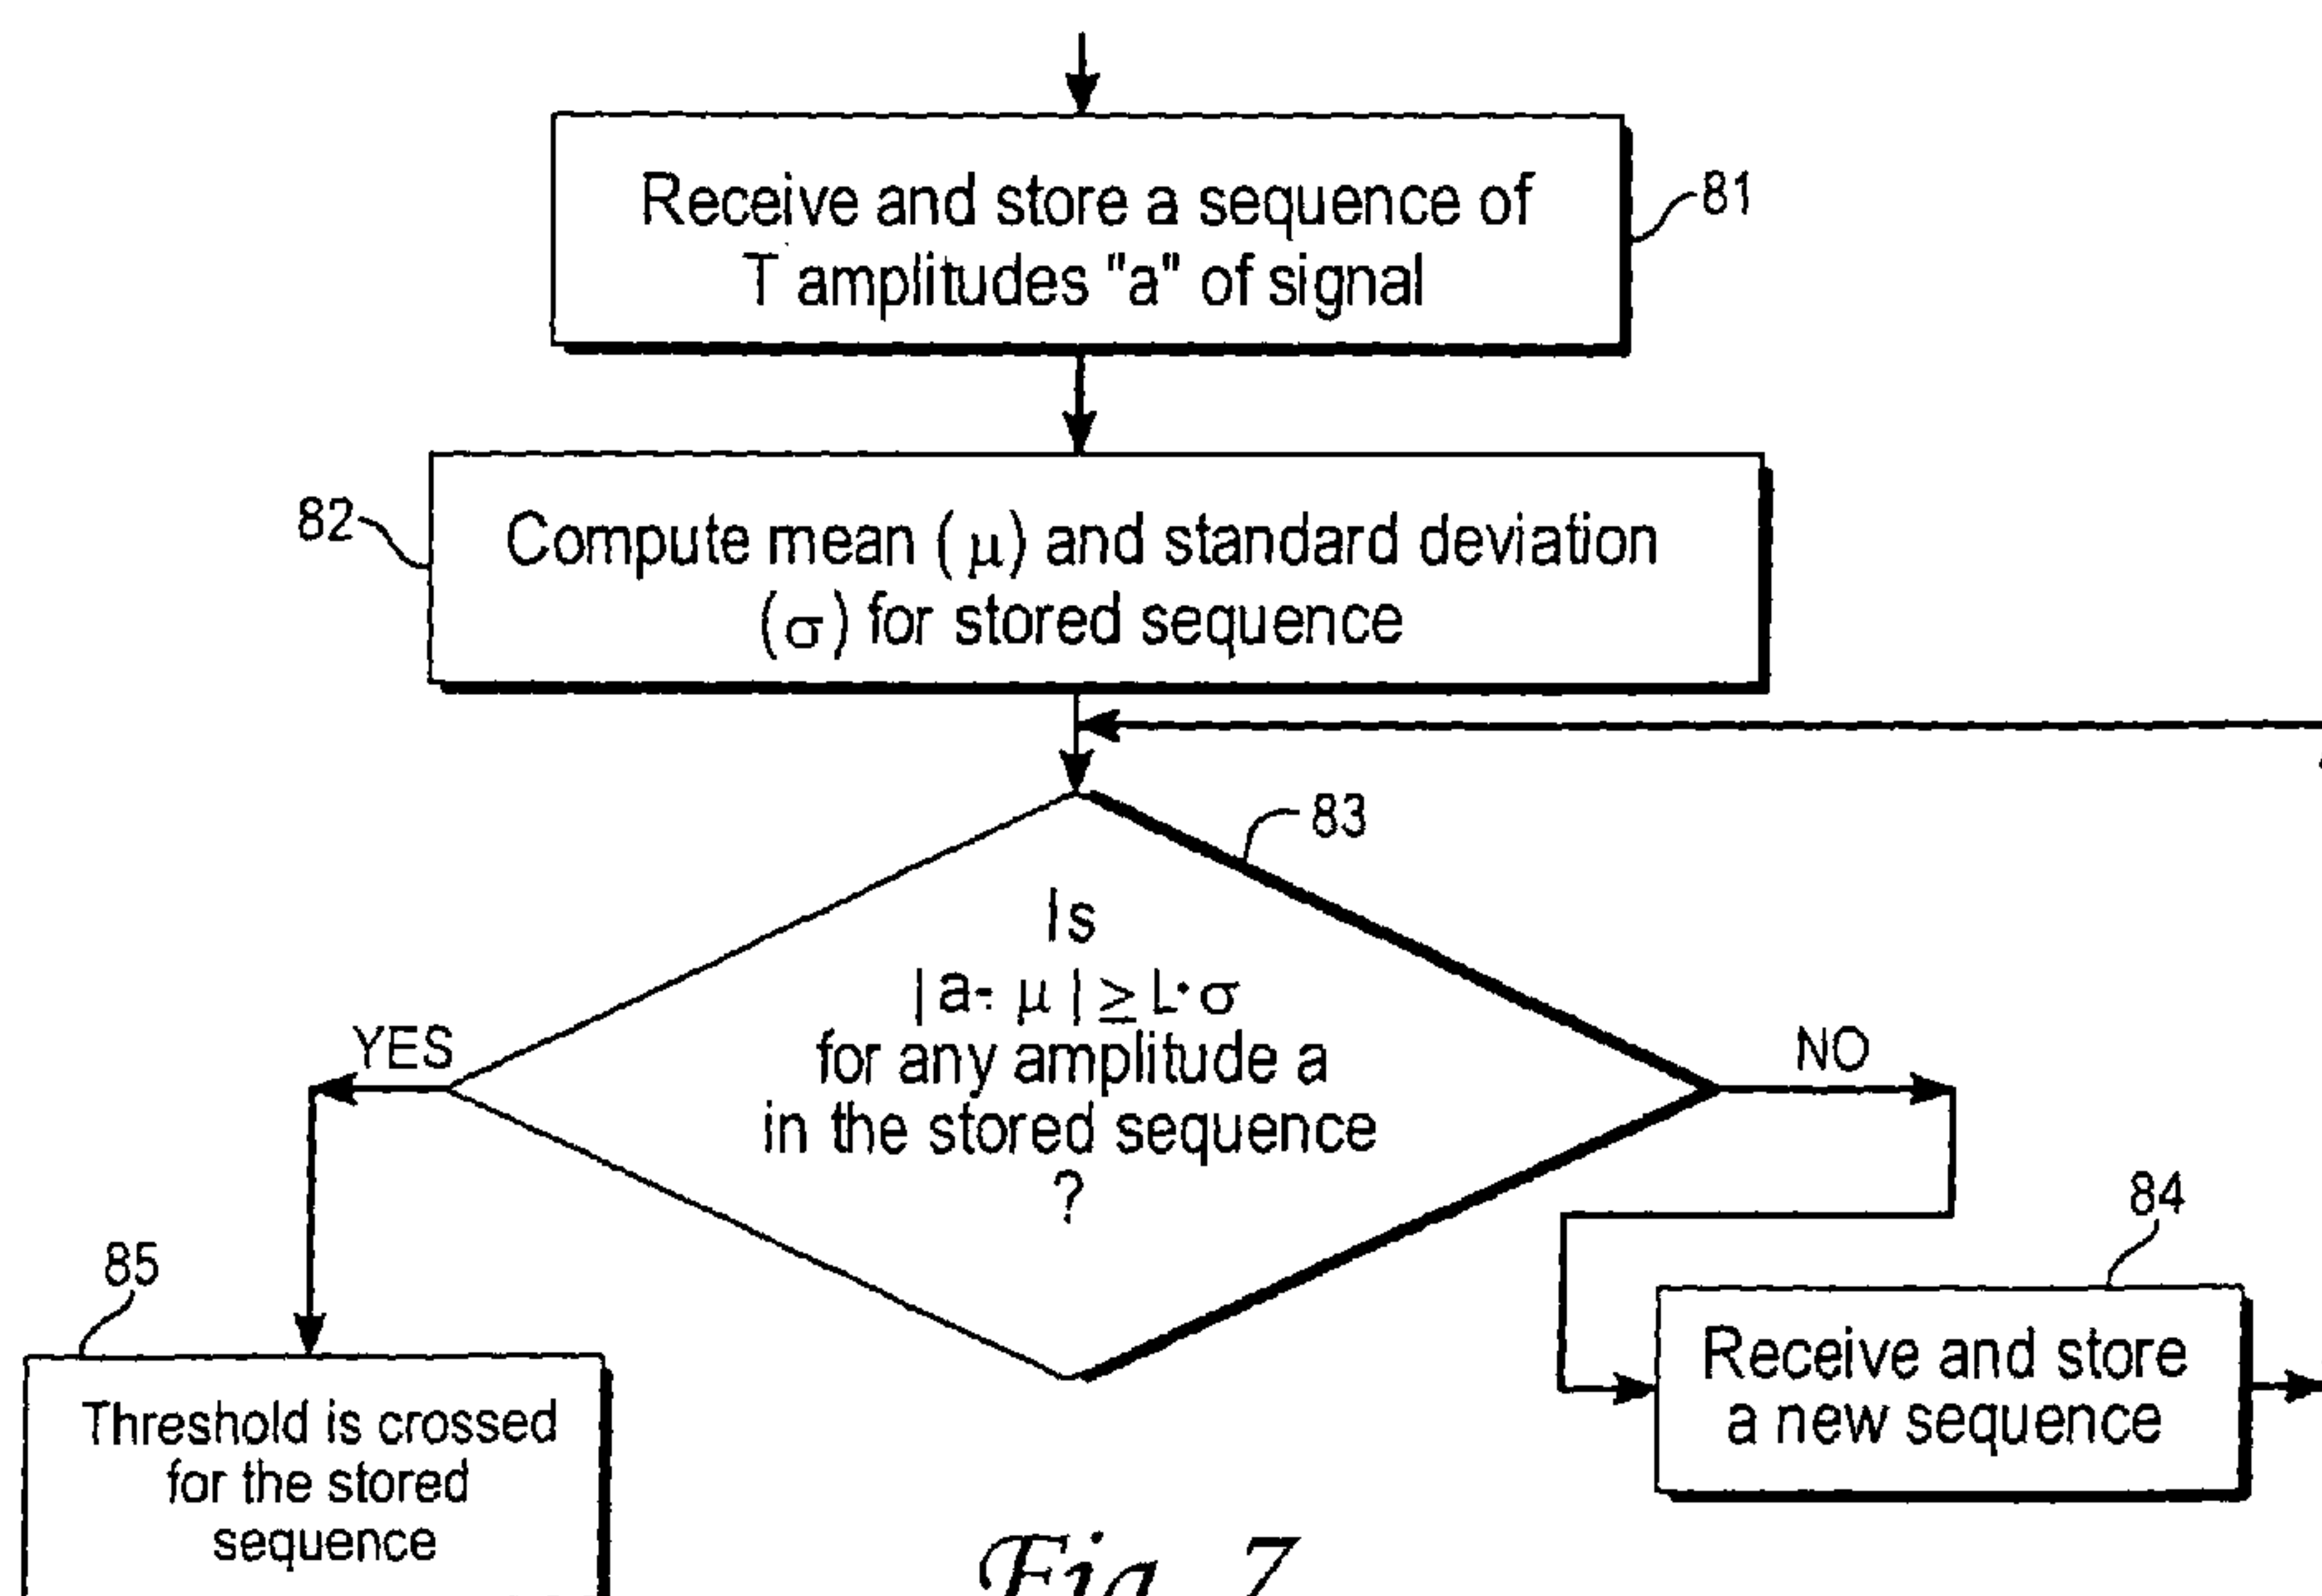 Receive and store a sequence of
T amplitudes "a" of signal
81
82
Compute mean (μ) and standard deviation
(σ) for stored sequence
83
Is
|a- μ| ≥ L•σ
for any amplitude a
in the stored sequence
?
YES
NO
84
85
Receive and store
a new sequence
Threshold is crossed
for the stored
sequence
Fig. 7